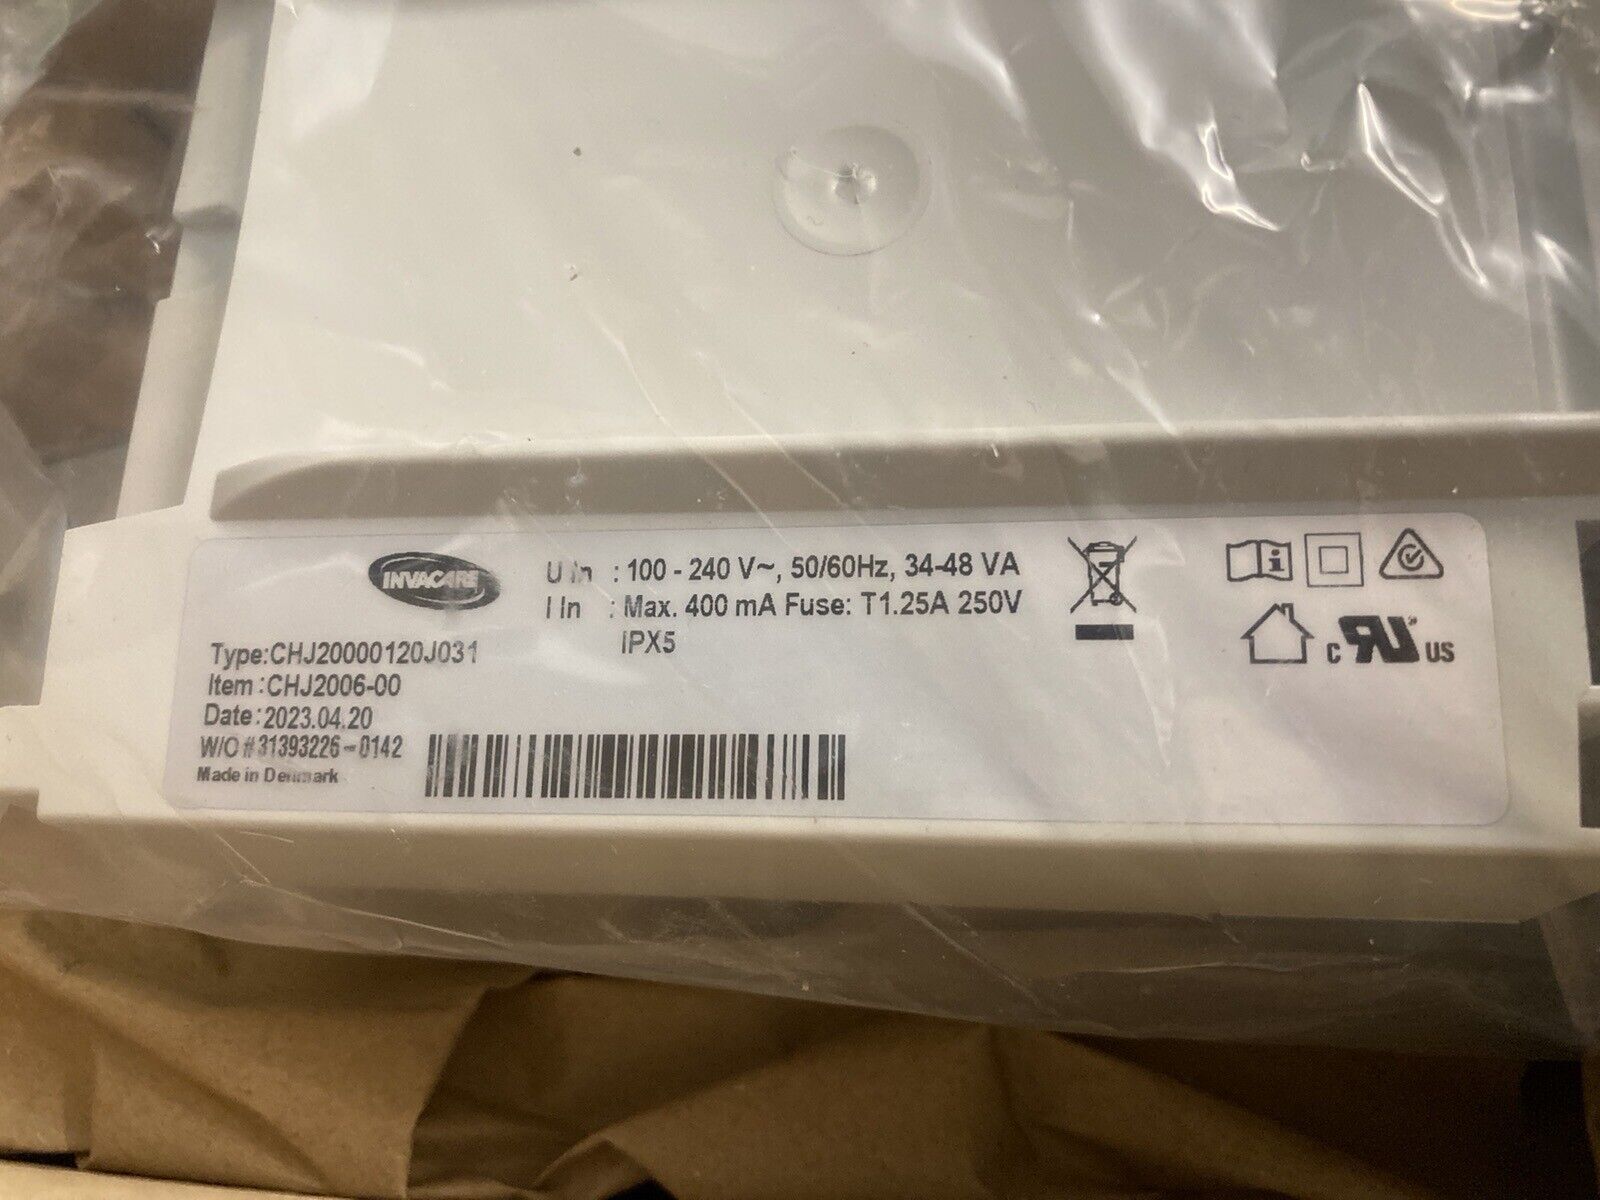 INVACARE
U In : 100 - 240 V~, 50/60Hz, 34-48 VA
I In : Max. 400 mA Fuse: T1.25A 250V
IPX5
Type:CHJ20000120J031
Item :CHJ2006-00
Date :2023.04.20
W/O #31393226-0142
Made in Denmark
c RU US